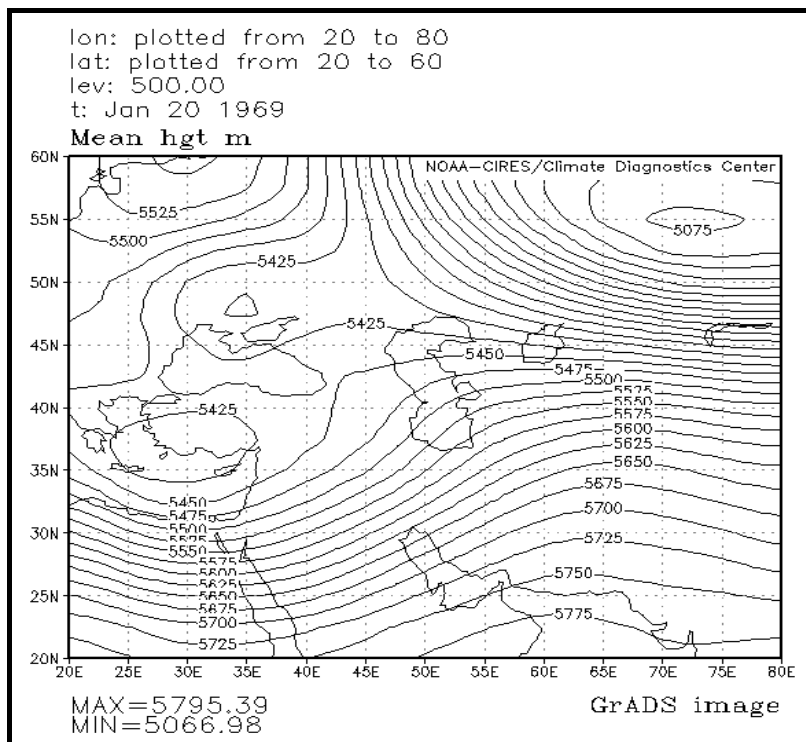 lon: plotted from 20 to 80
lat: plotted from 20 to 60
lev: 500.00
t: Jan 20 1969
Mean hgt m
NOAA-CIRES/Climate Diagnostics Center
60N
55N
50N
45N
40N
35N
30N
25N
20N
5525
5500
5425
5075
5425
5450
5475
5500
5575
5550
5575
5600
5625
5650
5675
5700
5725
5750
5775
5425
5450
5475
5500
5575
5550
5575
5600
5625
5650
5675
5700
5725
20E 25E 30E 35E 40E 45E 50E 55E 60E 65E 70E 75E 80E
MAX=5795.39
MIN=5066.98
GrADS image